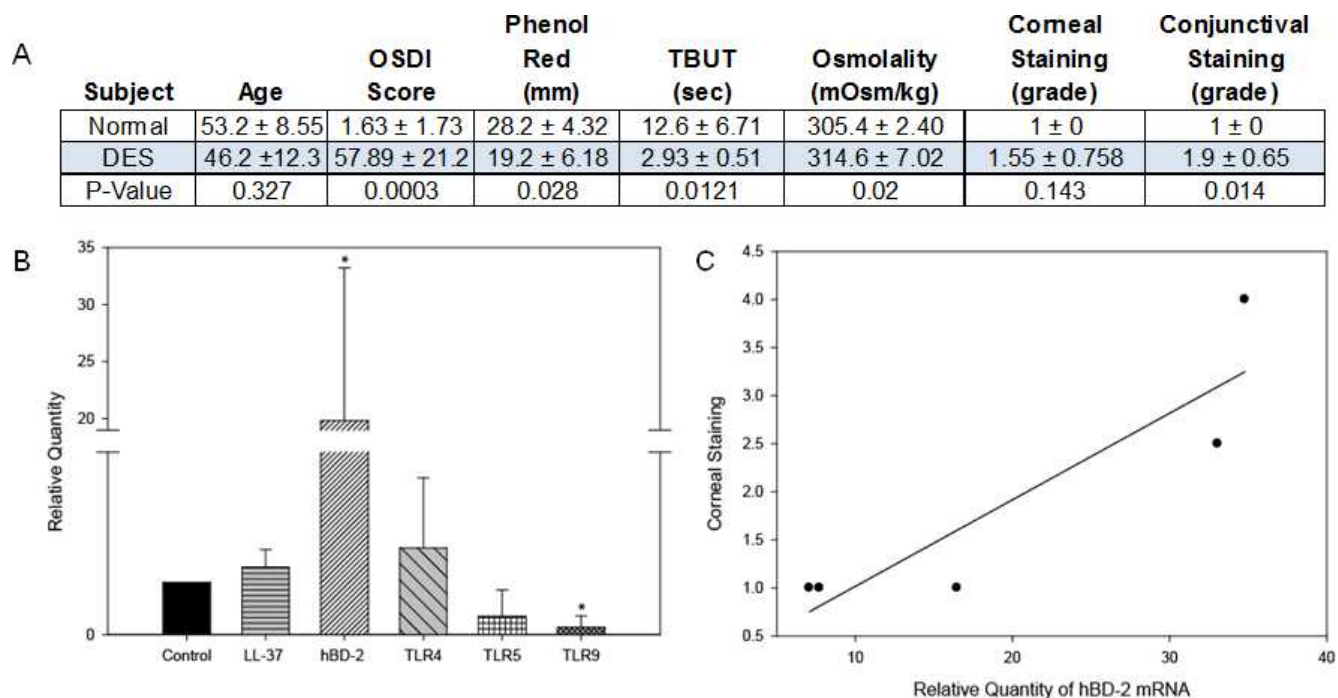 A
Subject Age OSDI Score Phenol Red (mm) TBUT (sec) Osmolality (mOsm/kg) Corneal Staining (grade) Conjunctival Staining (grade)
Normal 53.2 ± 8.55 1.63 ± 1.73 28.2 ± 4.32 12.6 ± 6.71 305.4 ± 2.40 1 ± 0 1 ± 0
DES 46.2 ±12.3 57.89 ± 21.2 19.2 ± 6.18 2.93 ± 0.51 314.6 ± 7.02 1.55 ± 0.758 1.9 ± 0.65
P-Value 0.327 0.0003 0.028 0.0121 0.02 0.143 0.014
B
Relative Quantity
35
30
25
20
0
* *
Control LL-37 hBD-2 TLR4 TLR5 TLR9
C
Corneal Staining
4.5
4.0
3.5
3.0
2.5
2.0
1.5
1.0
0.5
10 20 30 40
Relative Quantity of hBD-2 mRNA